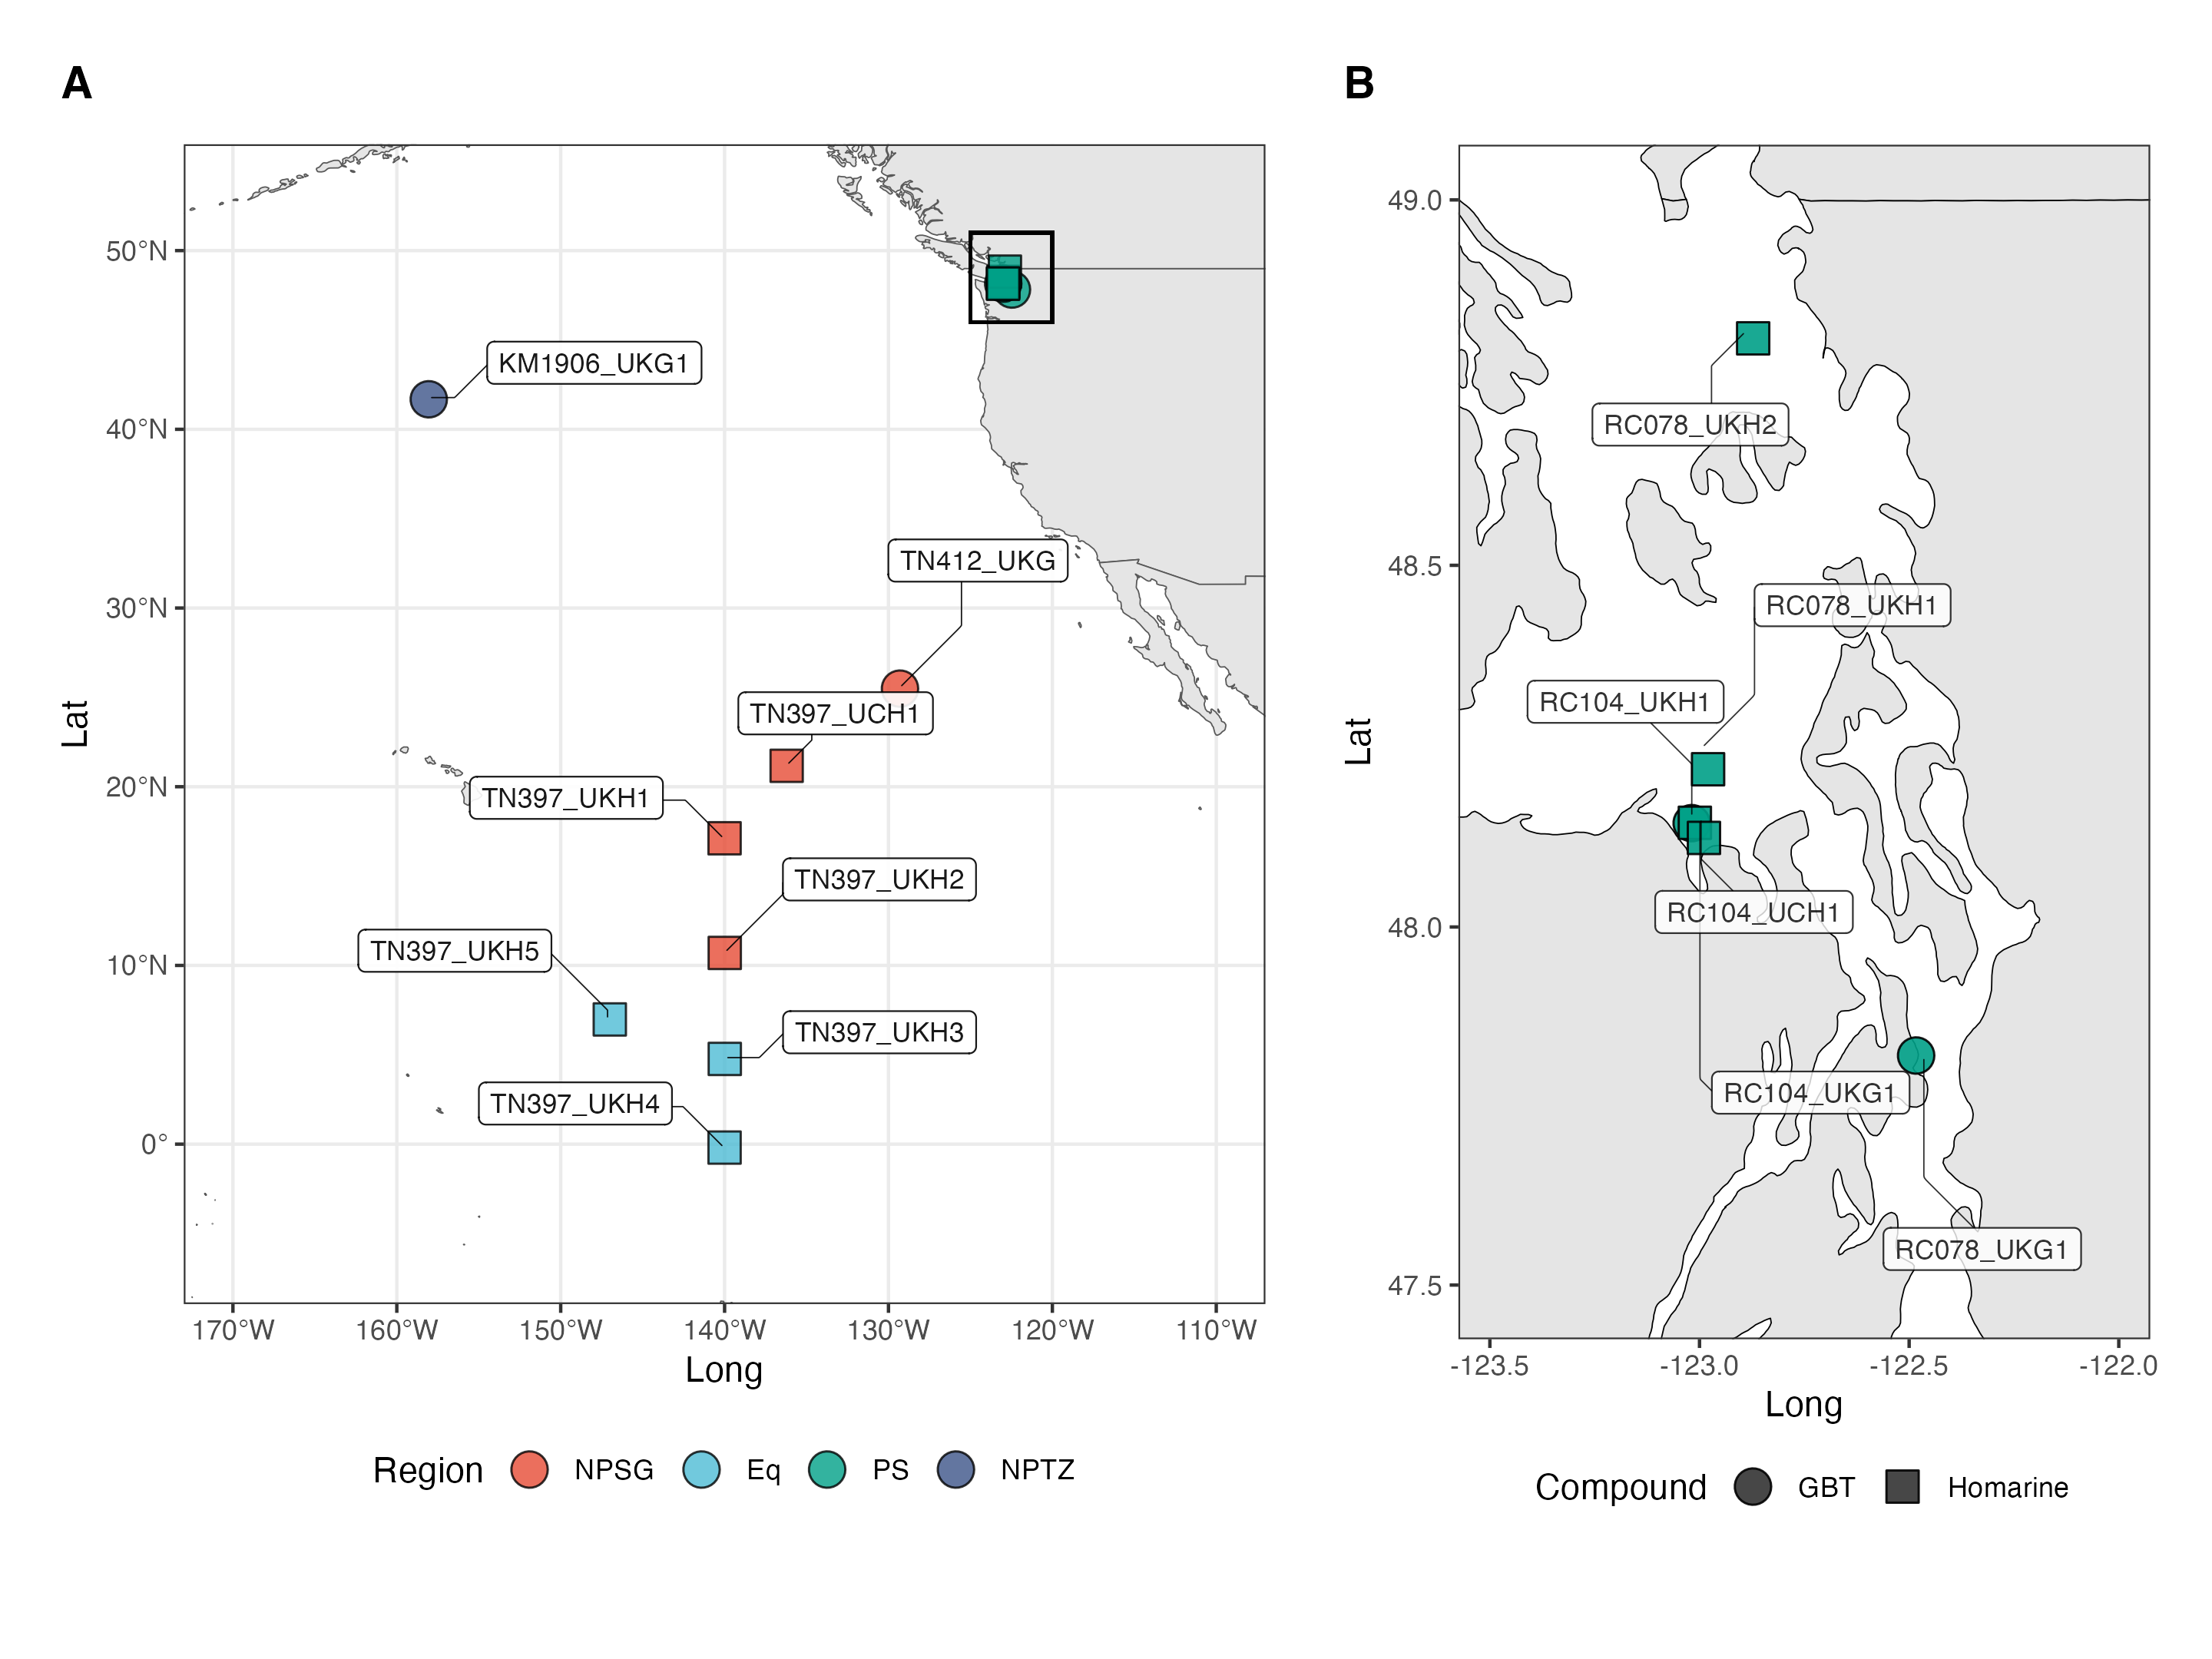 A
50°N
40°N
30°N
20°N
10°N
0°
Lat
KM1906_UKG1
TN412_UKG
TN397_UCH1
TN397_UKH1
TN397_UKH2
TN397_UKH5
TN397_UKH3
TN397_UKH4
170°W 160°W 150°W 140°W 130°W 120°W 110°W
Long
Region NPSG Eq PS NPTZ
B
49.0
48.5
48.0
47.5
Lat
RC078_UKH2
RC078_UKH1
RC104_UKH1
RC104_UCH1
RC104_UKG1
RC078_UKG1
-123.5 -123.0 -122.5 -122.0
Long
Compound GBT Homarine